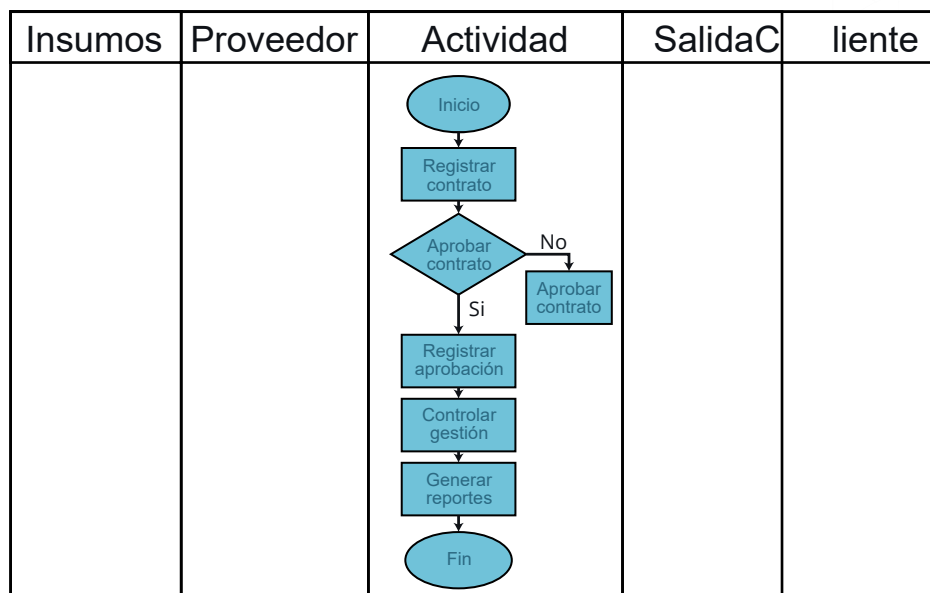 Insumos Proveedor Actividad SalidaC liente
Inicio
Registrar
contrato
Aprobar
contrato
No
Aprobar
contrato
Si
Registrar
aprobación
Controlar
gestión
Generar
reportes
Fin